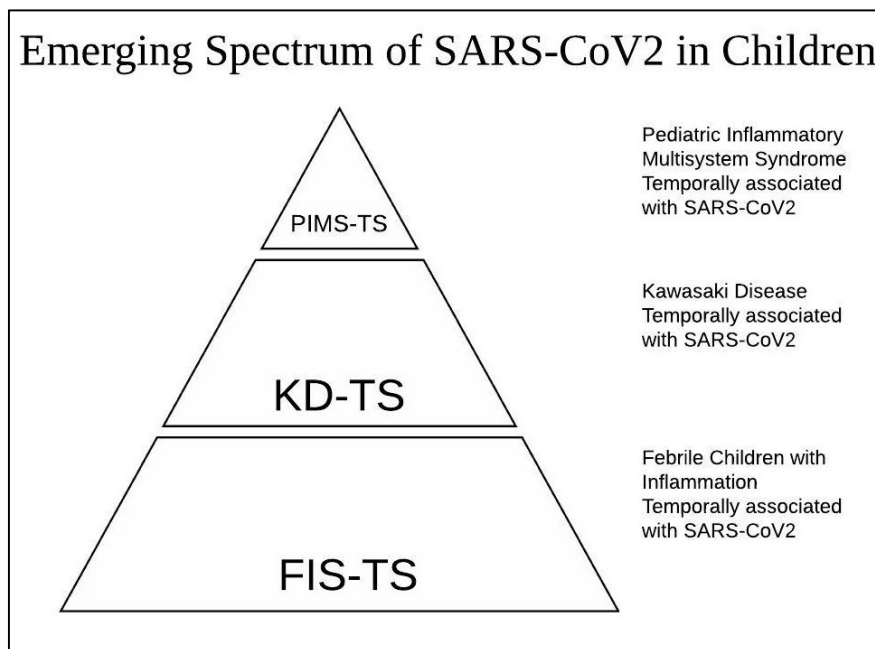 Emerging Spectrum of SARS-CoV2 in Children
PIMS-TS
Pediatric Inflammatory
Multisystem Syndrome
Temporally associated
with SARS-CoV2
KD-TS
Kawasaki Disease
Temporally associated
with SARS-CoV2
FIS-TS
Febrile Children with
Inflammation
Temporally associated
with SARS-CoV2